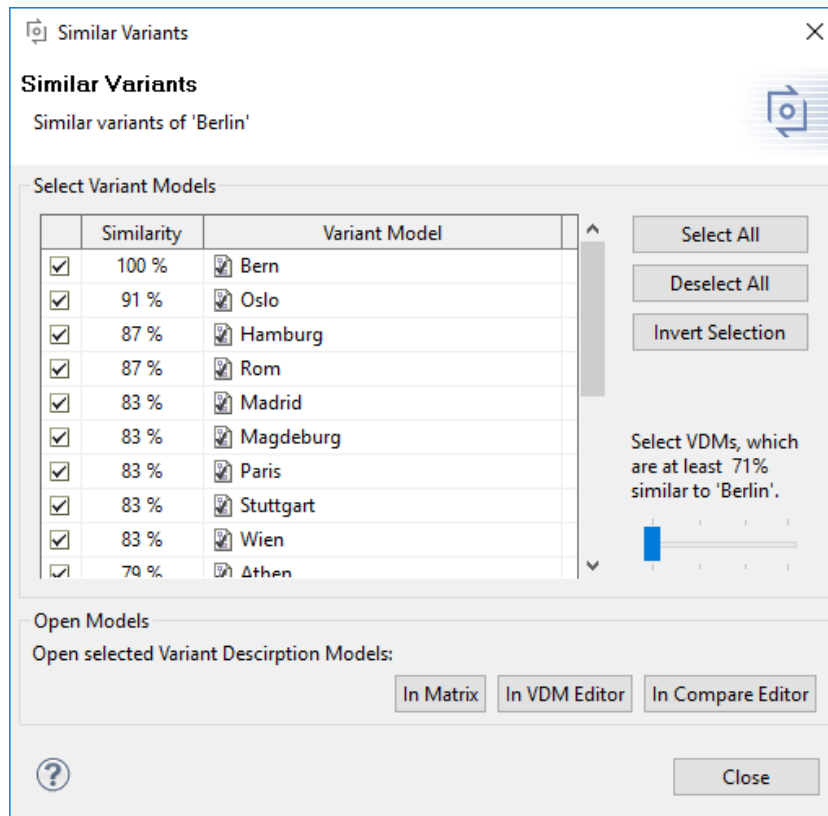 Similar Variants
Similar Variants
Similar variants of 'Berlin'
Select Variant Models
Similarity Variant Model
100 % Bern
91 % Oslo
87 % Hamburg
87 % Rom
83 % Madrid
83 % Magdeburg
83 % Paris
83 % Stuttgart
83 % Wien
79 % Athen
Select All
Deselect All
Invert Selection
Select VDMs, which
are at least 71%
similar to 'Berlin'.
Open Models
Open selected Variant Descirption Models:
In Matrix In VDM Editor In Compare Editor
? Close